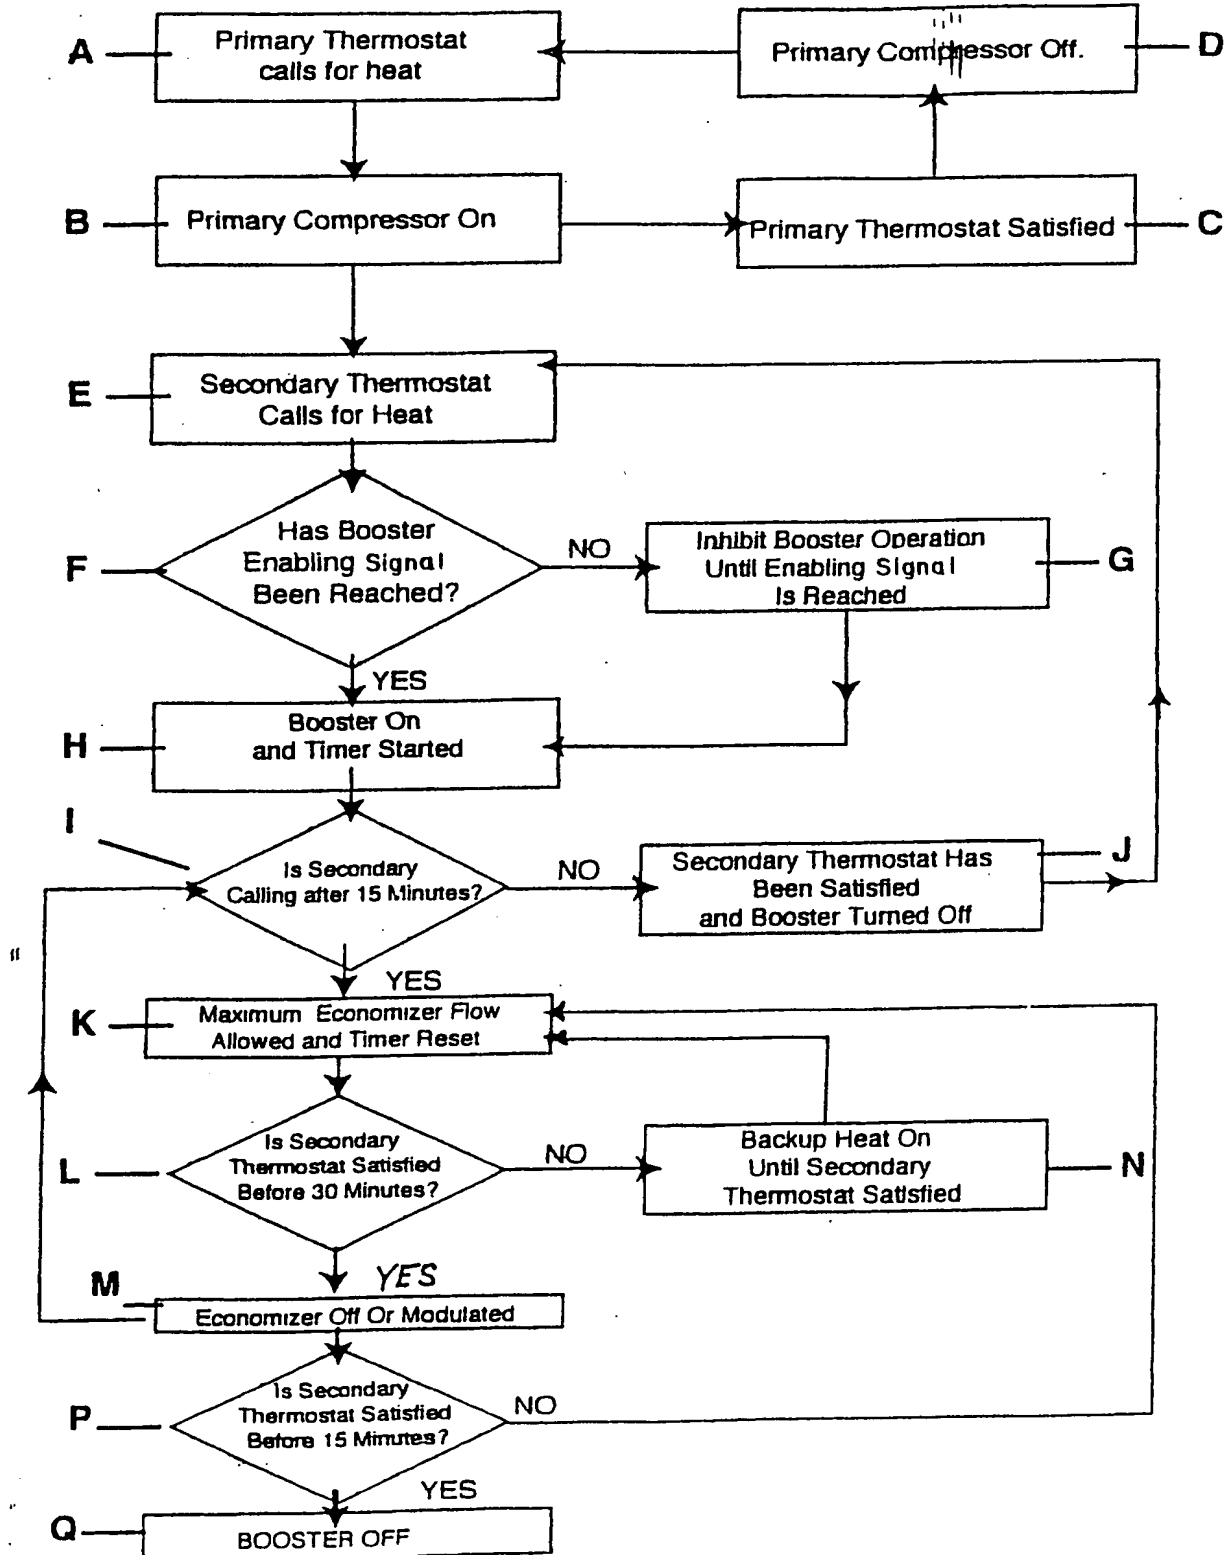 A
Primary Thermostat
calls for heat
Primary Compressor Off.
D
B
Primary Compressor On
Primary Thermostat Satisfied
C
E
Secondary Thermostat
Calls for Heat
F
Has Booster
Enabling Signal
Been Reached?
NO
Inhibit Booster Operation
Until Enabling Signal
Is Reached
G
YES
H
Booster On
and Timer Started
I
Is Secondary
Calling after 15 Minutes?
NO
Secondary Thermostat Has
Been Satisfied
and Booster Turned Off
J
YES
K
Maximum Economizer Flow
Allowed and Timer Reset
L
Is Secondary
Thermostat Satisfied
Before 30 Minutes?
NO
Backup Heat On
Until Secondary
Thermostat Satisfied
N
YES
M
Economizer Off Or Modulated
P
Is Secondary
Thermostat Satisfied
Before 15 Minutes?
NO
YES
Q
BOOSTER OFF